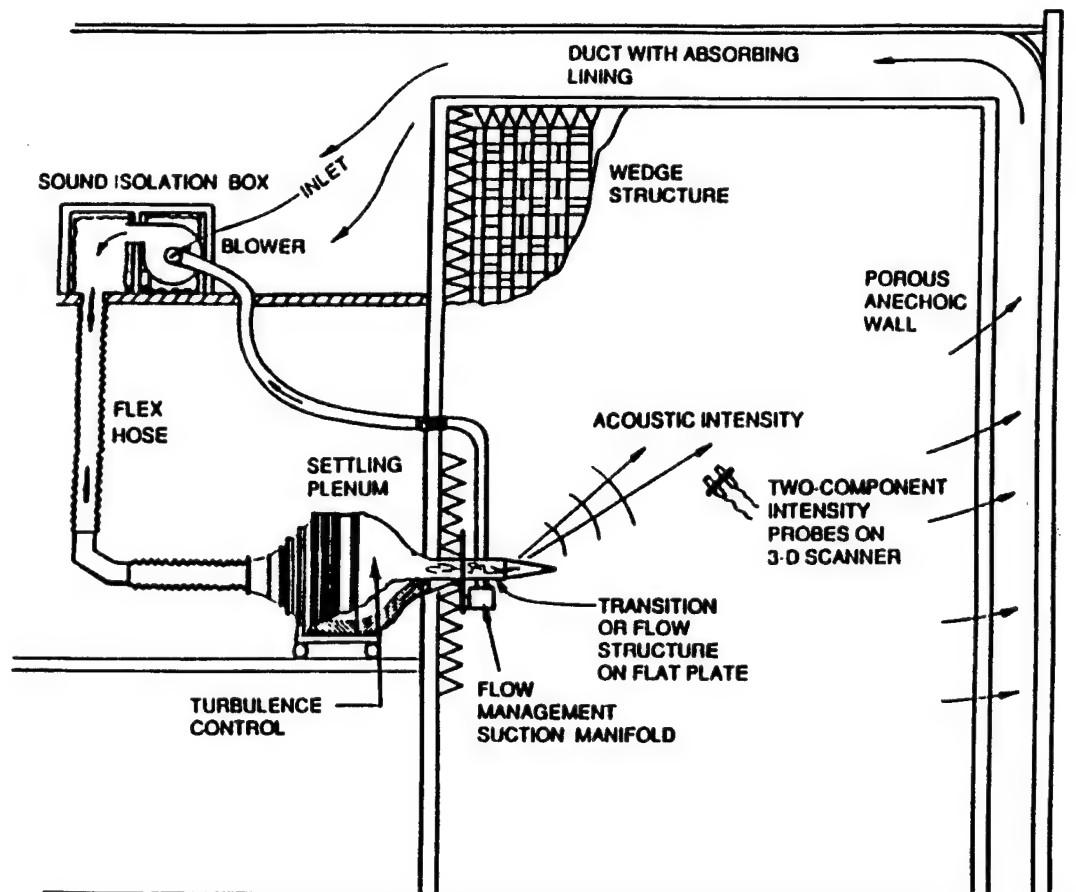 DUCT WITH ABSORBING
LINING
SOUND ISOLATION BOX
INLET
WEDGE
STRUCTURE
BLOWER
POROUS
ANECHOIC
WALL
FLEX
HOSE
ACOUSTIC INTENSITY
SETTLING
PLENUM
TWO-COMPONENT
INTENSITY
PROBES ON
3-D SCANNER
TRANSITION
OR FLOW
STRUCTURE
ON FLAT PLATE
TURBULENCE
CONTROL
FLOW
MANAGEMENT
SUCTION MANIFOLD